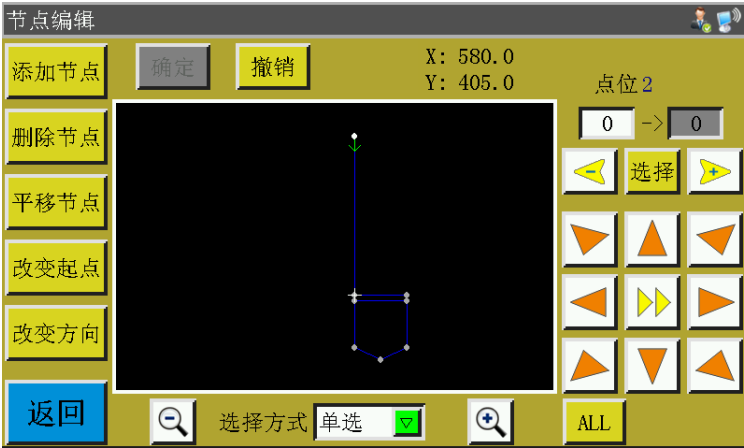 节点编辑
添加节点
确定
撤销
X: 580.0
Y: 405.0
点位2
0 -> 0
删除节点
- 选择 +
平移节点
改变起点
改变方向
返回
选择方式 单选
ALL